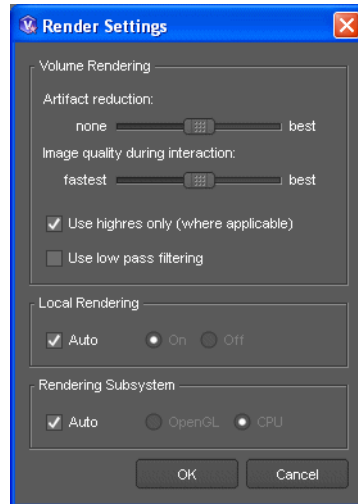 Render Settings
Volume Rendering
Artifact reduction:
none best
Image quality during interaction:
fastest best
Use highres only (where applicable)
Use low pass filtering
Local Rendering
Auto On Off
Rendering Subsystem
Auto OpenGL CPU
OK Cancel